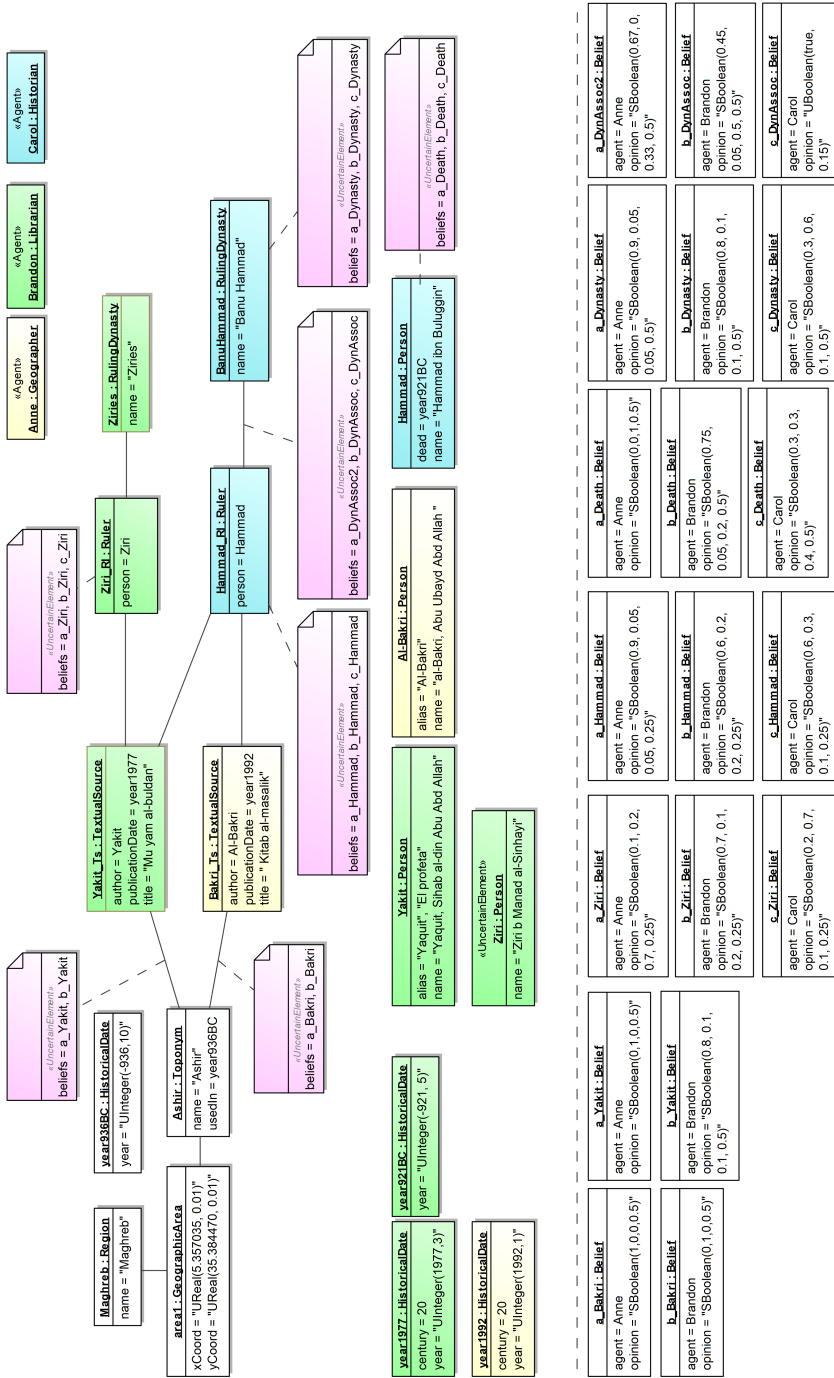 «Agent»
Anne : Geographer
«Agent»
Brandon : Librarian
«Agent»
Carol : Historian
Maghreb : Region
name = "Maghreb"
year936BC : HistoricalDate
year = "UInteger(-936,10)"
«UncertainElement»
beliefs = a_Yakit, b_Yakit
«UncertainElement»
beliefs = a_Ziri, b_Ziri, c_Ziri
area1 : GeographicArea
xCoord = "UReal(5.357035, 0.01)"
yCoord = "UReal(35.384470, 0.01)"
Ashir : Toponym
name = "Ashir"
usedIn = year936BC
Yakit_Ts : TextualSource
author = Yakit
publicationDate = year1977
title = "Mu yam al-buldan"
Ziri_Rl : Ruler
person = Ziri
Ziries : RulingDynasty
name = "Ziries"
Bakri_Ts : TextualSource
author = Al-Bakri
publicationDate = year1992
title = " Kitab al-masalik"
Hammad_Rl : Ruler
person = Hammad
BanuHammad : RulingDynasty
name = "Banu Hammad"
«UncertainElement»
beliefs = a_Bakri, b_Bakri
«UncertainElement»
beliefs = a_Hammad, b_Hammad, c_Hammad
«UncertainElement»
beliefs = a_DynAssoc2, b_DynAssoc, c_DynAssoc
«UncertainElement»
beliefs = a_Dynasty, b_Dynasty, c_Dynasty
year1977 : HistoricalDate
century = 20
year = "UInteger(1977,3)"
year921BC : HistoricalDate
year = "UInteger(-921, 5)"
Yakit : Person
alias = "Yaquit", "El profeta"
name = "Yaquit, Sihab al-din Abu Abd Allah"
Al-Bakri : Person
alias = "Al-Bakri"
name = "al-Bakri, Abu Ubayd Abd Allah "
Hammad : Person
dead = year921BC
name = "Hammad ibn Buluggin"
«UncertainElement»
beliefs = a_Death, b_Death, c_Death
year1992 : HistoricalDate
century = 20
year = "UInteger(1992,1)"
«UncertainElement»
Ziri : Person
name = "Ziri b Manad al-Sinhayi"
a_Bakri : Belief
agent = Anne
opinion = "SBoolean(1,0,0,0.5)"
b_Bakri : Belief
agent = Brandon
opinion = "SBoolean(0,1,0,0.5)"
a_Yakit : Belief
agent = Anne
opinion = "SBoolean(0,1,0,0.5)"
b_Yakit : Belief
agent = Brandon
opinion = "SBoolean(0.8, 0.1,
0.1, 0.5)"
a_Ziri : Belief
agent = Anne
opinion = "SBoolean(0.1, 0.2,
0.7, 0.25)"
b_Ziri : Belief
agent = Brandon
opinion = "SBoolean(0.7, 0.1,
0.2, 0.25)"
c_Ziri : Belief
agent = Carol
opinion = "SBoolean(0.2, 0.7,
0.1, 0.25)"
a_Hammad : Belief
agent = Anne
opinion = "SBoolean(0.9, 0.05,
0.05, 0.25)"
b_Hammad : Belief
agent = Brandon
opinion = "SBoolean(0.6, 0.2,
0.2, 0.25)"
c_Hammad : Belief
agent = Carol
opinion = "SBoolean(0.6, 0.3,
0.1, 0.25)"
a_Death : Belief
agent = Anne
opinion = "SBoolean(0,0,1,0.5)"
b_Death : Belief
agent = Brandon
opinion = "SBoolean(0.75,
0.05, 0.2, 0.5)"
c_Death : Belief
agent = Carol
opinion = "SBoolean(0.3, 0.3,
0.4, 0.5)"
a_Dynasty : Belief
agent = Anne
opinion = "SBoolean(0.9, 0.05,
0.05, 0.5)"
b_Dynasty : Belief
agent = Brandon
opinion = "SBoolean(0.8, 0.1,
0.1, 0.5)"
c_Dynasty : Belief
agent = Carol
opinion = "SBoolean(0.3, 0.6,
0.1, 0.5)"
a_DynAssoc2 : Belief
agent = Anne
opinion = "SBoolean(0.67, 0,
0.33, 0.5)"
b_DynAssoc : Belief
agent = Brandon
opinion = "SBoolean(0.45,
0.05, 0.5, 0.5)"
c_DynAssoc : Belief
agent = Carol
opinion = "UBoolean(true,
0.15)"